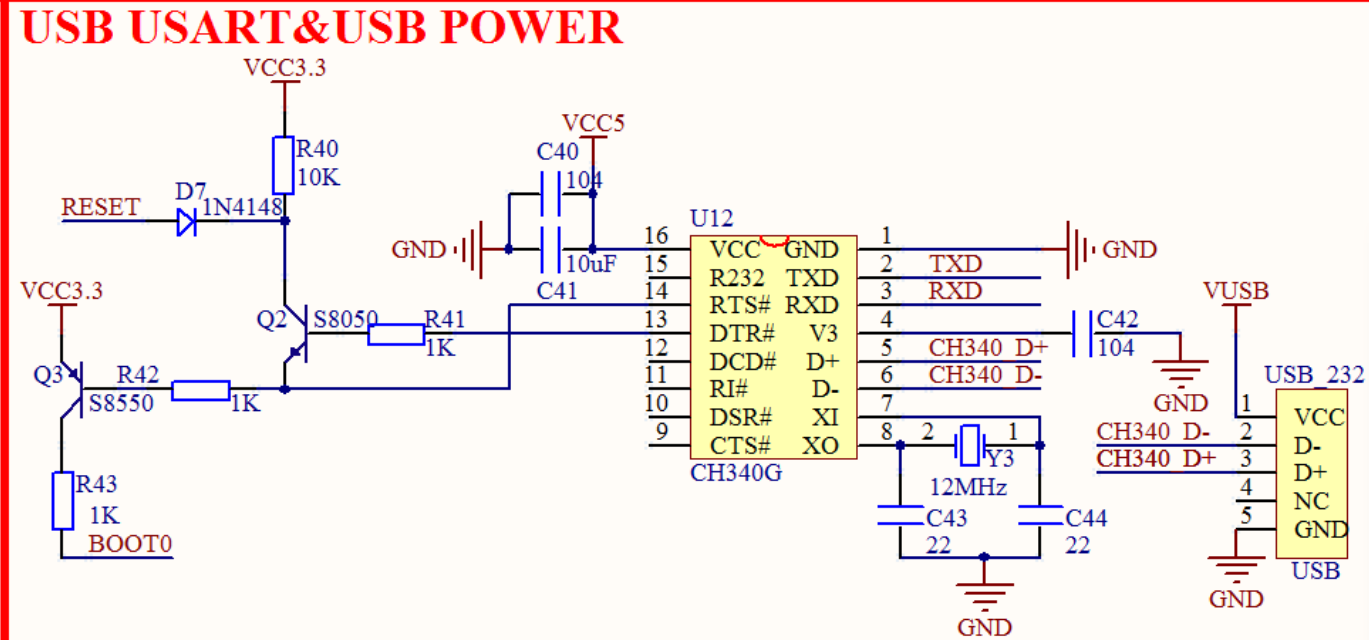 USB USART&USB POWER
VCC3.3
R40
10K
D7
1N4148
RESET
VCC3.3
Q3
S8550
R42
1K
R43
1K
BOOT0
Q2
S8050
R41
1K
VCC5
C40
104
GND
10uF
C41
U12
16 VCC GND 1
GND
15 R232 TXD 2 TXD
14 RTS# RXD 3 RXD
13 DTR# V3 4
12 DCD# D+ 5 CH340 D+
11 RI# D- 6 CH340 D-
10 DSR# XI 7
9 CTS# XO 8
CH340G
C42
104
GND
2 1
Y3
12MHz
C43
22
C44
22
GND
VUSB
USB_232
1 VCC
CH340 D- 2 D-
CH340 D+ 3 D+
4 NC
5 GND
USB
GND